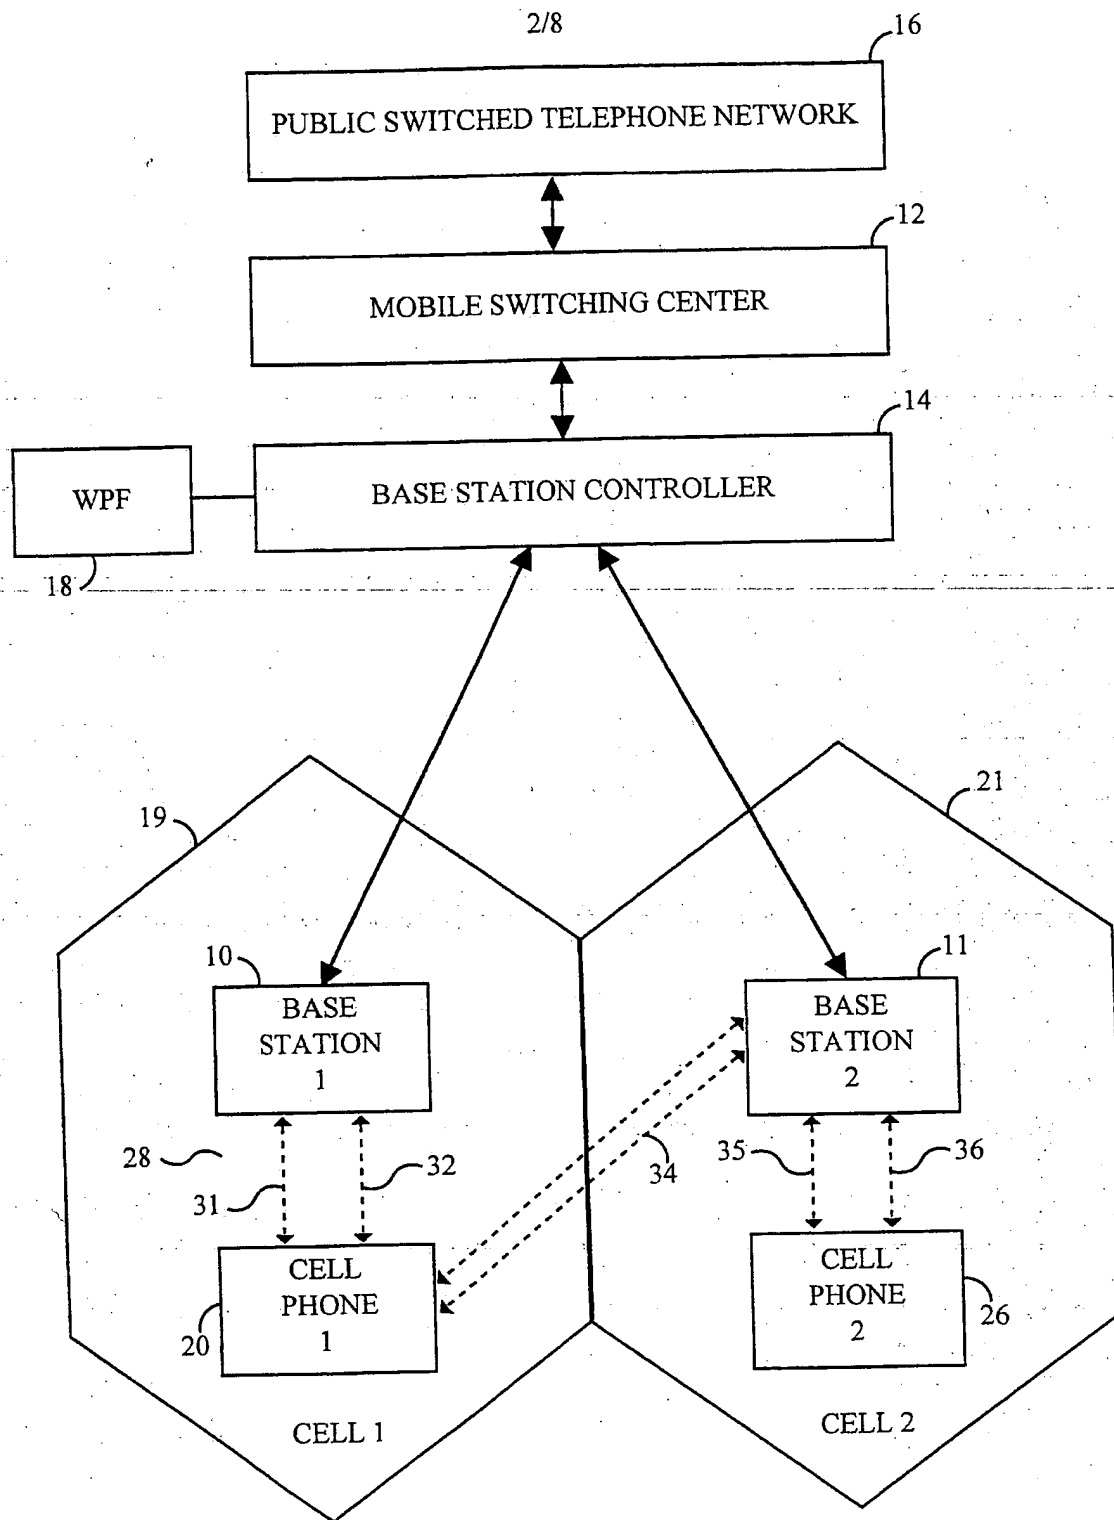 2/8
16
PUBLIC SWITCHED TELEPHONE NETWORK
12
MOBILE SWITCHING CENTER
14
WPF
BASE STATION CONTROLLER
18
19
21
10
11
BASE
STATION
1
BASE
STATION
2
28
31
32
34
35
36
CELL
PHONE
1
20
CELL
PHONE
2
26
CELL 1
CELL 2